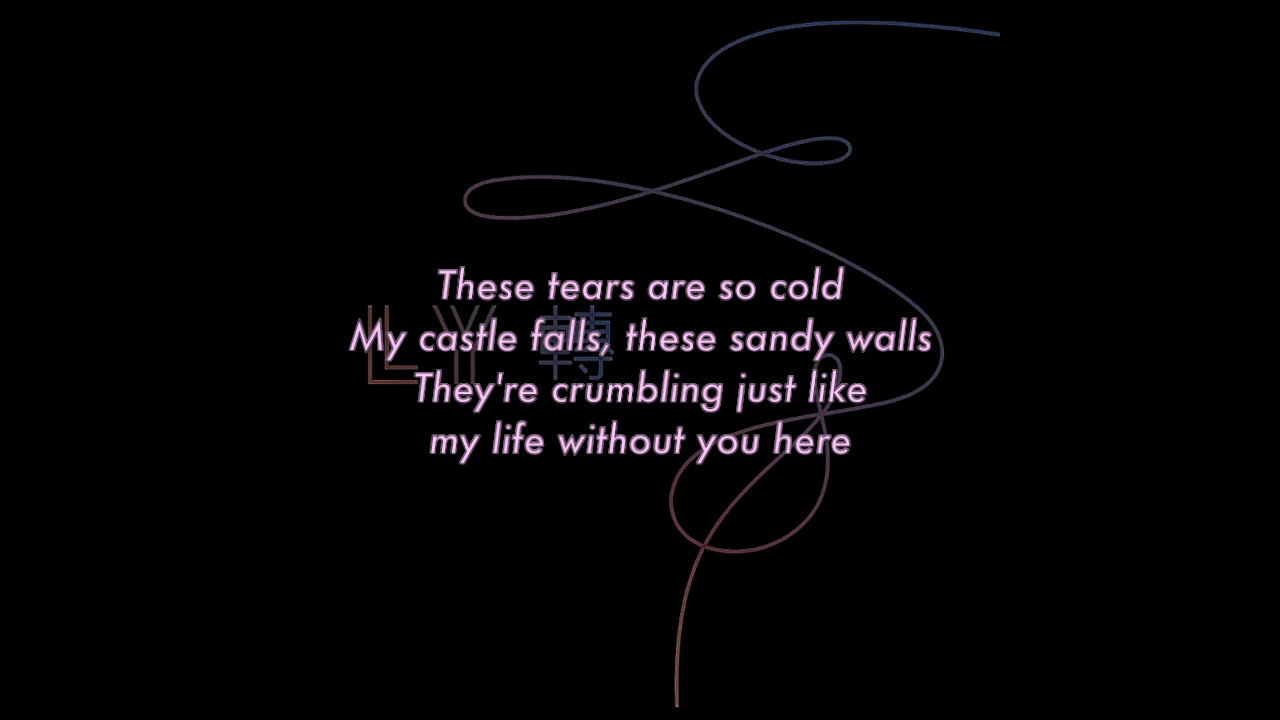 These tears are so cold
LY 轉
My castle falls, these sandy walls
They're crumbling just like
my life without you here